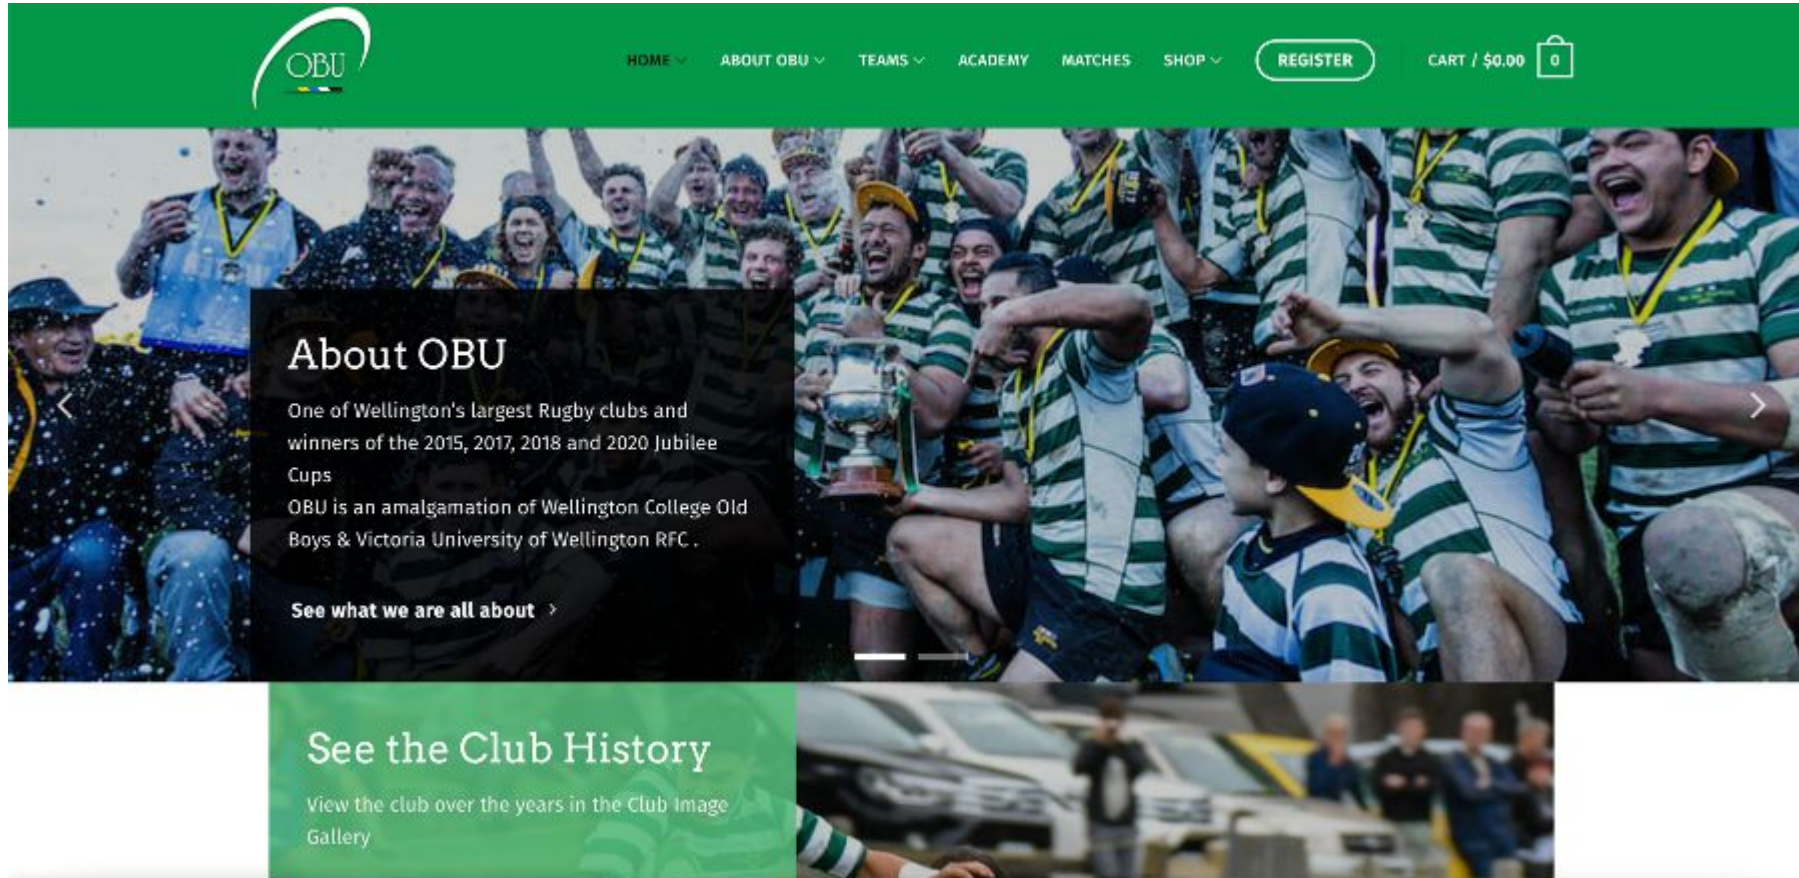 OBU
HOME
ABOUT OBU
TEAMS
ACADEMY
MATCHES
SHOP
REGISTER
CART / $0.00
0
About OBU
One of Wellington's largest Rugby clubs and
winners of the 2015, 2017, 2018 and 2020 Jubilee
Cups
OBU is an amalgamation of Wellington College Old
Boys & Victoria University of Wellington RFC .
See what we are all about
See the Club History
View the club over the years in the Club Image
Gallery